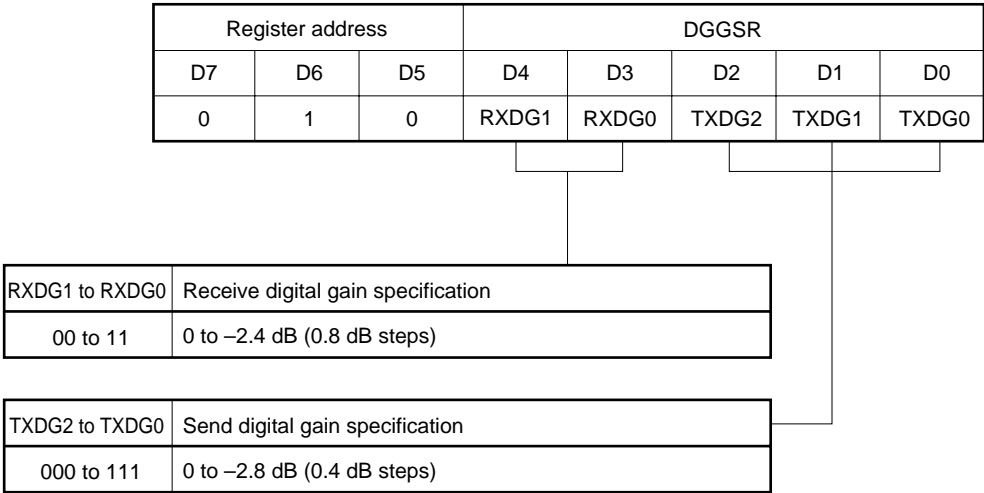 Register address DGGSR
D7 D6 D5 D4 D3 D2 D1 D0
0 1 0 RXDG1 RXDG0 TXDG2 TXDG1 TXDG0
RXDG1 to RXDG0 Receive digital gain specification
00 to 11 0 to –2.4 dB (0.8 dB steps)
TXDG2 to TXDG0 Send digital gain specification
000 to 111 0 to –2.8 dB (0.4 dB steps)